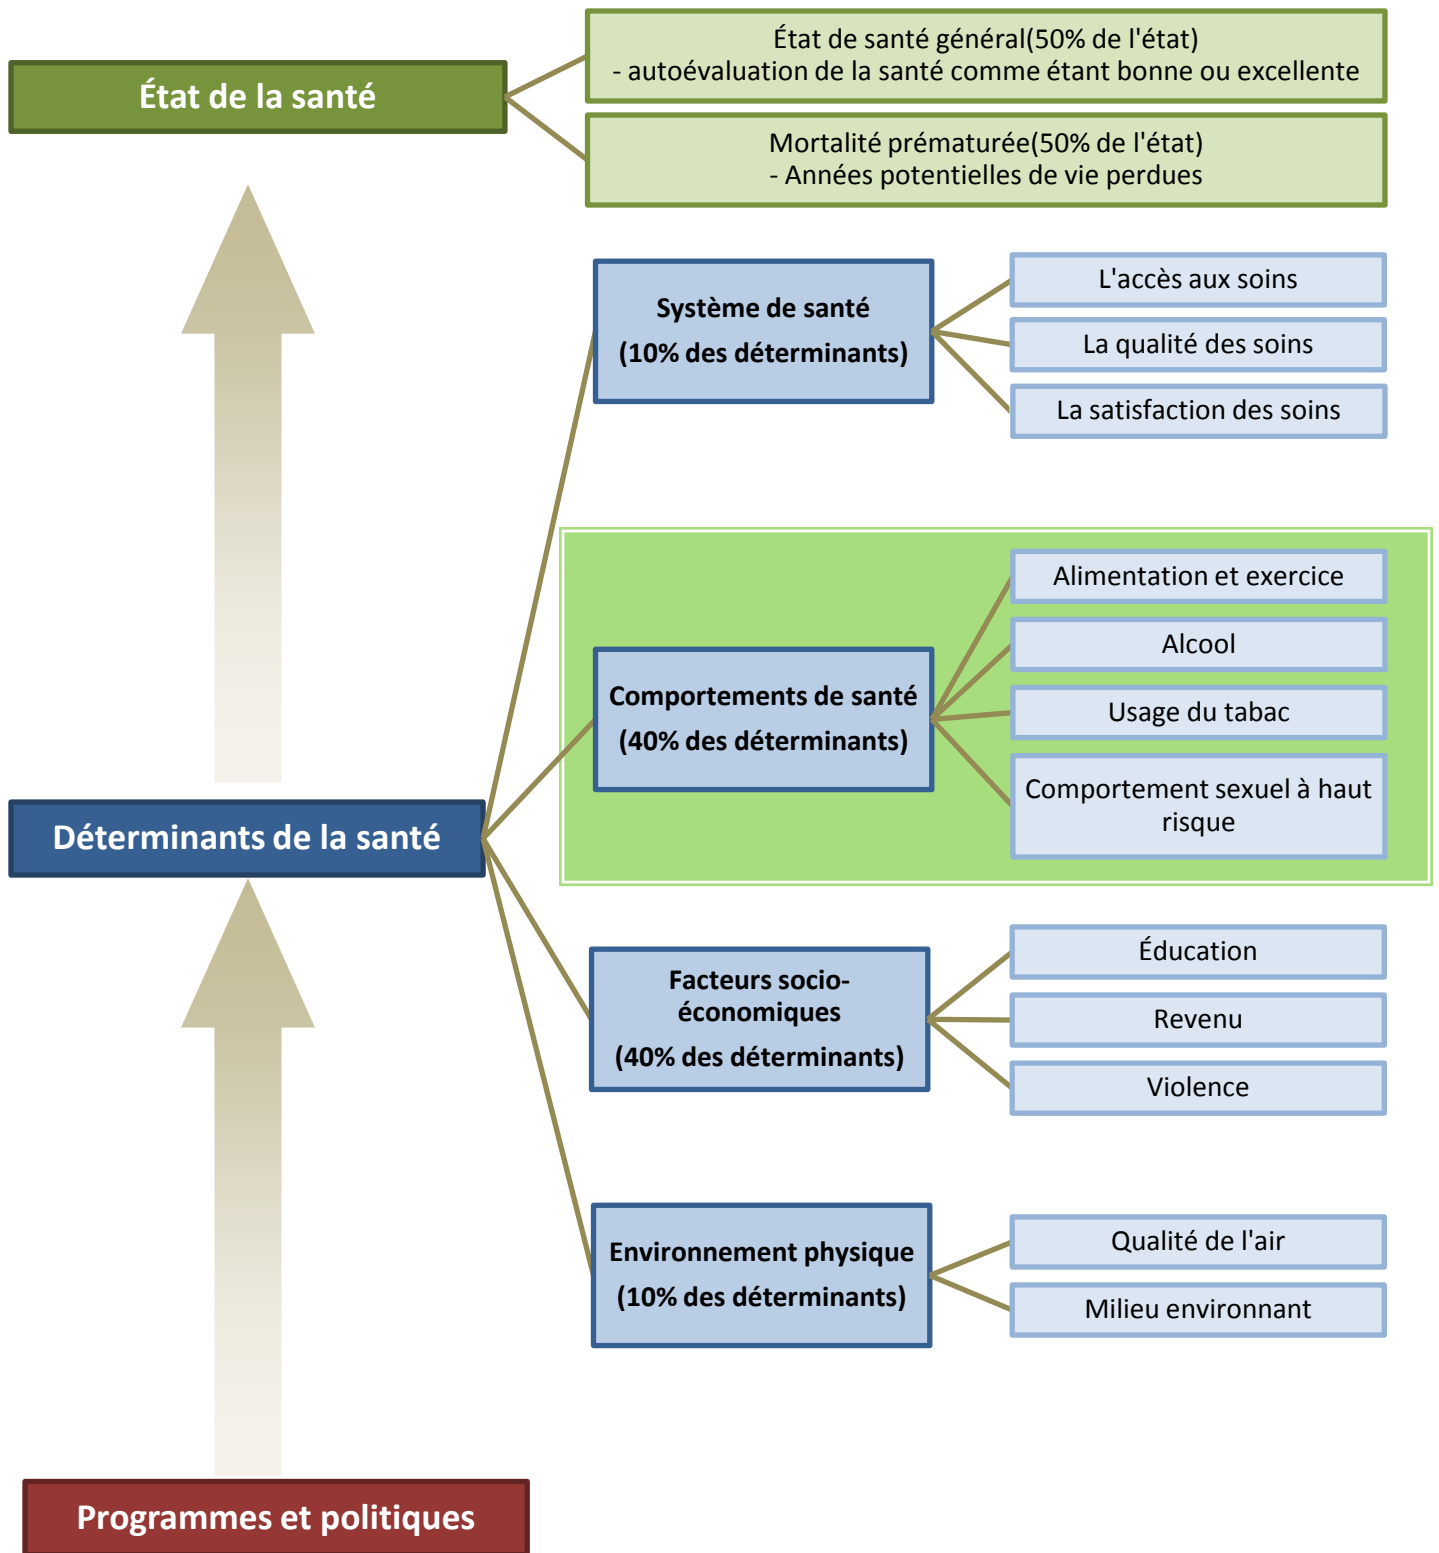 État de santé général(50% de l'état)
- autoévaluation de la santé comme étant bonne ou excellente
État de la santé
Mortalité prématurée(50% de l'état)
- Années potentielles de vie perdues
Système de santé
(10% des déterminants)
L'accès aux soins
La qualité des soins
La satisfaction des soins
Comportements de santé
(40% des déterminants)
Alimentation et exercice
Alcool
Usage du tabac
Comportement sexuel à haut
risque
Déterminants de la santé
Facteurs socio-
économiques
(40% des déterminants)
Éducation
Revenu
Violence
Environnement physique
(10% des déterminants)
Qualité de l'air
Milieu environnant
Programmes et politiques